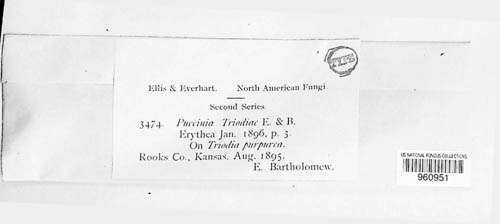 TYPE
Ellis & Everhart. North American Fungi
Second Series
3474. Puccinia Triodiae E. & B.
Erythea Jan. 1896, p. 3.
On Triodia purpurea.
Rooks Co., Kansas. Aug. 1895.
E. Bartholomew.
US NATIONAL FUNGUS COLLECTIONS
960951